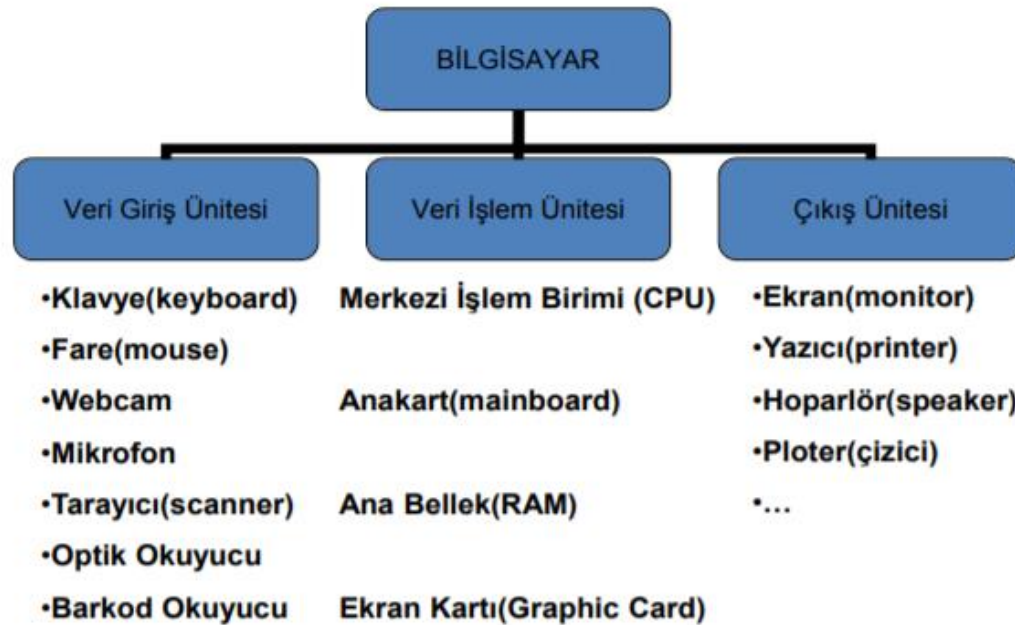 BİLGİSAYAR
Veri Giriş Ünitesi
•Klavye(keyboard)
•Fare(mouse)
•Webcam
•Mikrofon
•Tarayıcı(scanner)
•Optik Okuyucu
•Barkod Okuyucu
Veri İşlem Ünitesi
Merkezi İşlem Birimi (CPU)
Anakart(mainboard)
Ana Bellek(RAM)
Ekran Kartı(Graphic Card)
Çıkış Ünitesi
•Ekran(monitor)
•Yazıcı(printer)
•Hoparlör(speaker)
•Ploter(çizici)
•...